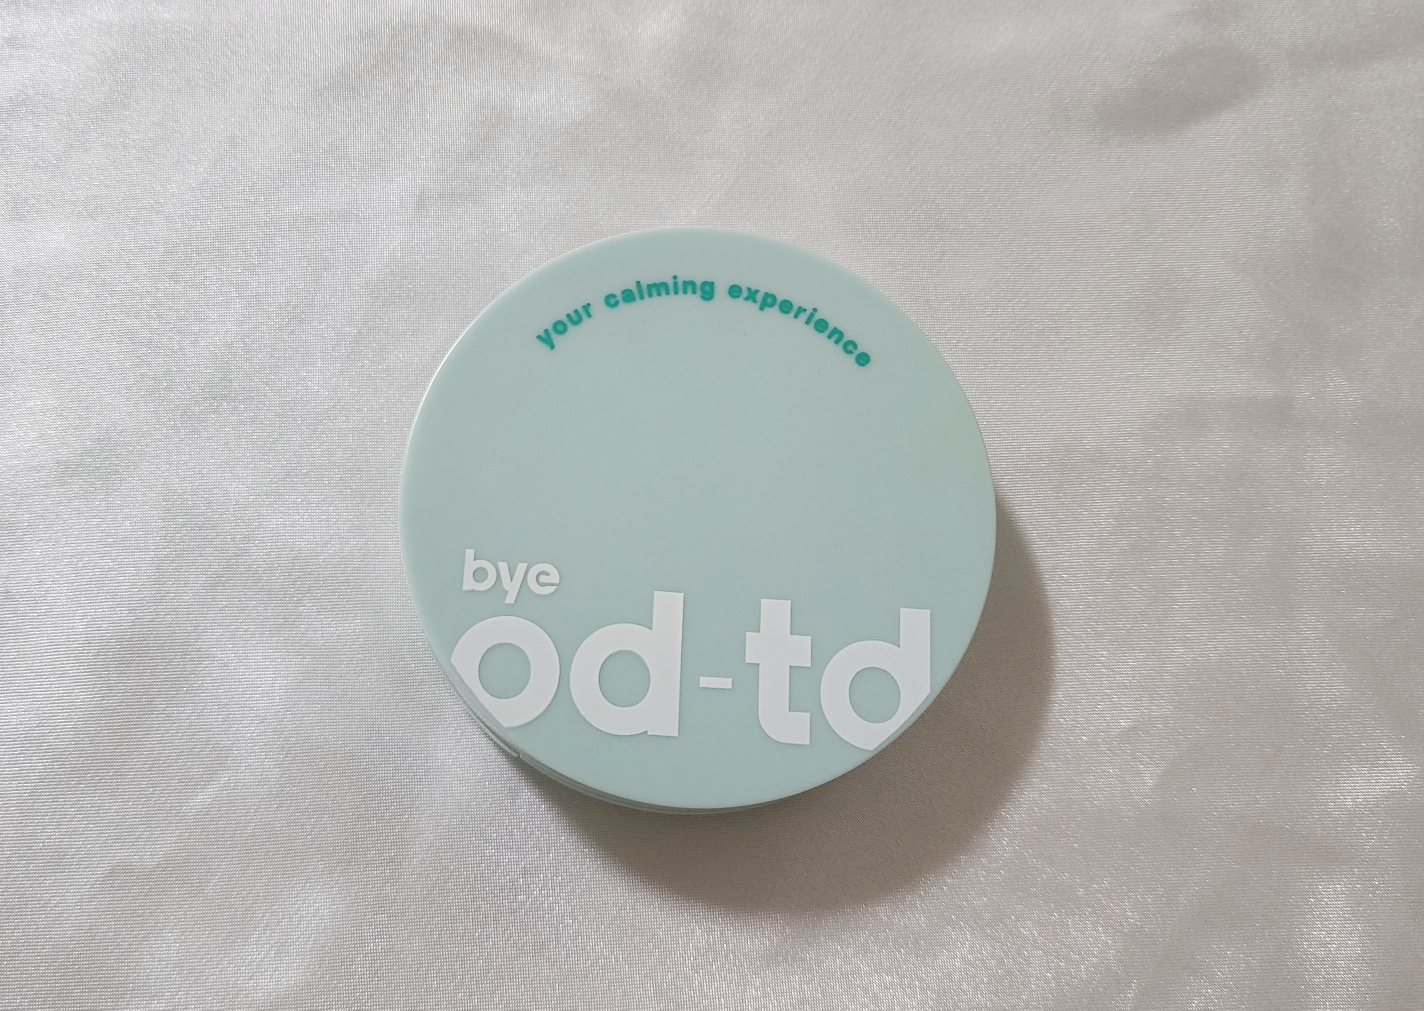 your calming experience
bye
od-td